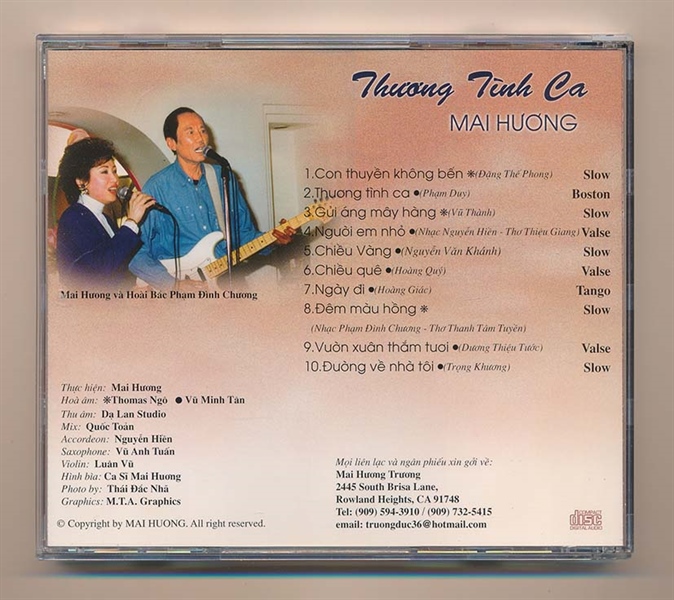 Thương Tình Ca
MAI HƯƠNG
1.Con thuyền không bến ❋(Đặng Thế Phong) Slow
2.Thương tình ca ●(Phạm Duy) Boston
3.Gửi áng mây hàng ❋(Vũ Thành) Slow
4.Người em nhỏ ●(Nhạc Nguyễn Hiền - Thơ Thiệu Giang) Valse
5.Chiều Vàng ●(Nguyễn Văn Khánh) Slow
6.Chiều quê ●(Hoàng Quý) Valse
7.Ngày đi ●(Hoàng Giác) Tango
8.Đêm màu hồng ❋ Slow
(Nhạc Phạm Đình Chương - Thơ Thanh Tâm Tuyền)
9.Vườn xuân thắm tươi ●(Dương Thiệu Tước) Valse
10.Đường về nhà tôi ●(Trọng Khương) Slow
Mai Hương và Hoài Bắc Phạm Đình Chương
Thực hiện: Mai Hương
Hoà âm: ❋Thomas Ngô ● Vũ Minh Tân
Thu âm: Dạ Lan Studio
Mix: Quốc Toản
Accordeon: Nguyễn Hiền
Saxophone: Vũ Anh Tuấn
Violin: Luân Vũ
Hình bìa: Ca Sĩ Mai Hương
Photo by: Thái Đắc Nhã
Graphics: M.T.A. Graphics
© Copyright by MAI HUONG. All right reserved.
Mọi liên lạc và ngân phiếu xin gởi về:
Mai Hương Trương
2445 South Brisa Lane,
Rowland Heights, CA 91748
Tel: (909) 594-3910 / (909) 732-5415
email: truongduc36@hotmail.com
COMPACT
disc
DIGITAL AUDIO